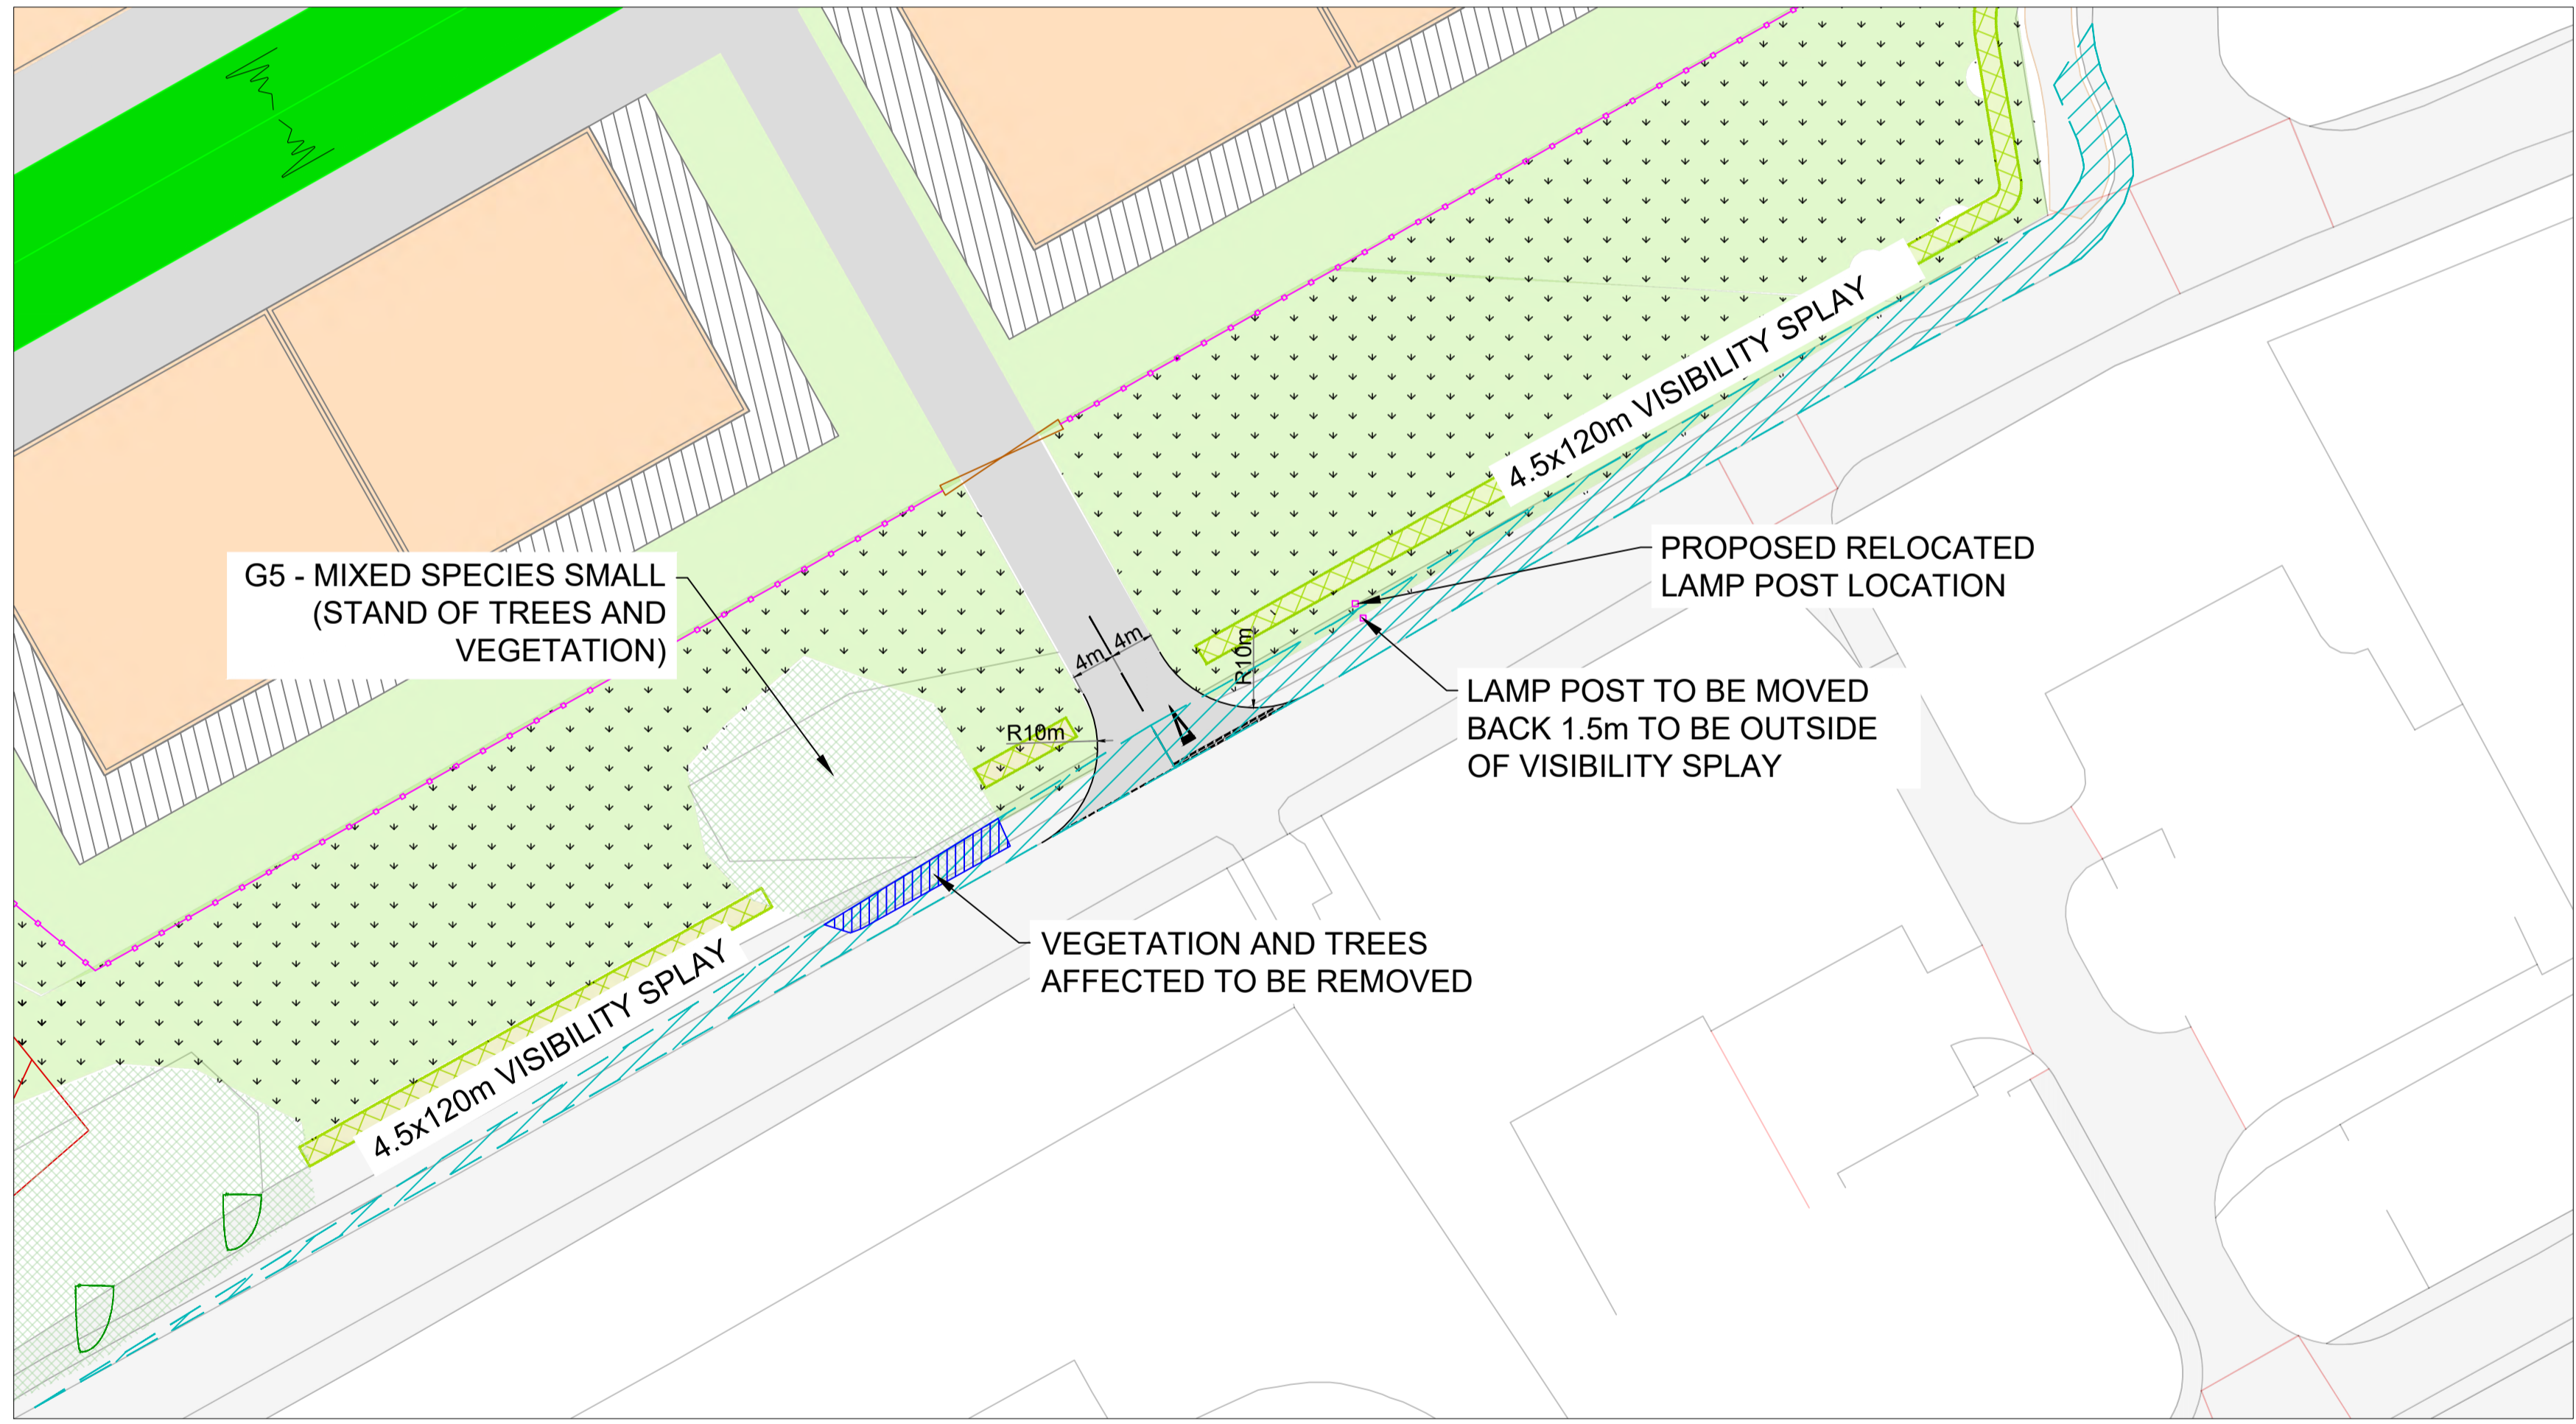 4.5x120m VISIBILITY SPLAY
PROPOSED RELOCATED
LAMP POST LOCATION
G5 - MIXED SPECIES SMALL
(STAND OF TREES AND
VEGETATION)
4m
4m
R10m
R10m
LAMP POST TO BE MOVED
BACK 1.5m TO BE OUTSIDE
OF VISIBILITY SPLAY
VEGETATION AND TREES
AFFECTED TO BE REMOVED
4.5x120m VISIBILITY SPLAY